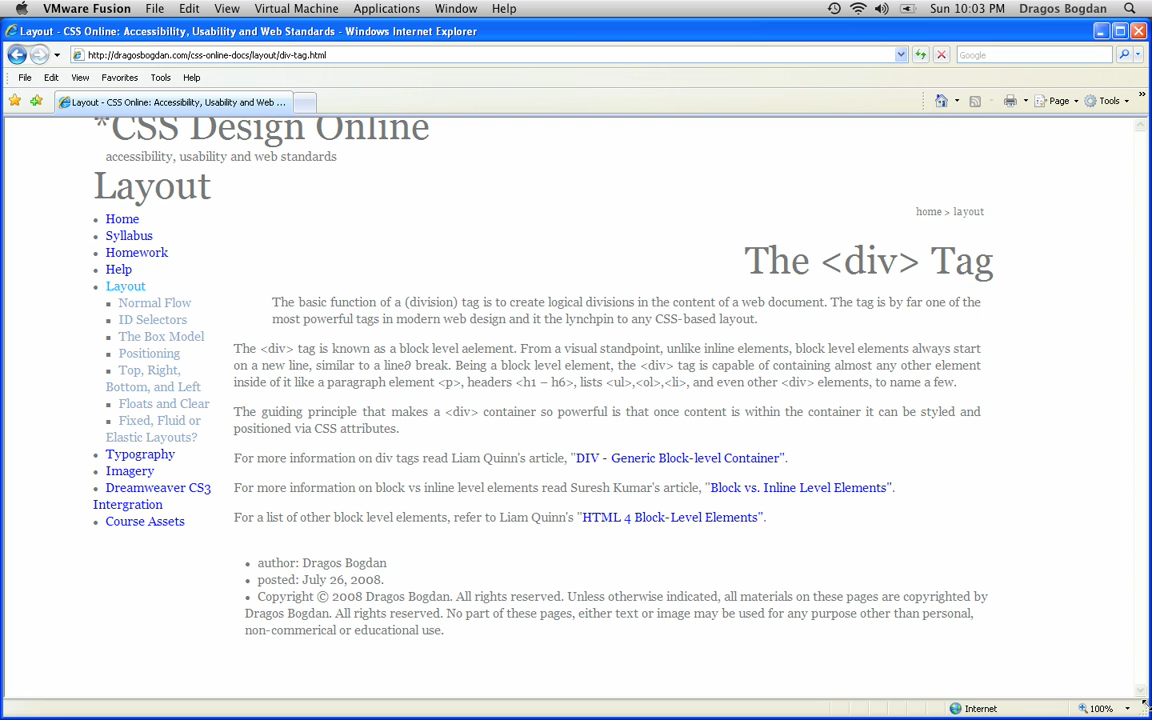 VMware Fusion File Edit View Virtual Machine Applications Window Help Sun 10:03 PM Dragos Bogdan
Layout - CSS Online: Accessibility, Usability and Web Standards - Windows Internet Explorer
http://dragosbogdan.com/css-online-docs/layout/div-tag.html
Google
File Edit View Favorites Tools Help
Layout - CSS Online: Accessibility, Usability and Web ...
Page Tools
*CSS Design Online
accessibility, usability and web standards
Layout
Home
Syllabus
Homework
Help
Layout
Normal Flow
ID Selectors
The Box Model
Positioning
Top, Right,
Bottom, and Left
Floats and Clear
Fixed, Fluid or
Elastic Layouts?
Typography
Imagery
Dreamweaver CS3
Intergration
Course Assets
home > layout
The <div> Tag
The basic function of a (division) tag is to create logical divisions in the content of a web document. The tag is by far one of the
most powerful tags in modern web design and it the lynchpin to any CSS-based layout.
The <div> tag is known as a block level aelement. From a visual standpoint, unlike inline elements, block level elements always start
on a new line, similar to a line∂ break. Being a block level element, the <div> tag is capable of containing almost any other element
inside of it like a paragraph element <p>, headers <h1 – h6>, lists <ul>,<ol>,<li>, and even other <div> elements, to name a few.
The guiding principle that makes a <div> container so powerful is that once content is within the container it can be styled and
positioned via CSS attributes.
For more information on div tags read Liam Quinn's article, "DIV - Generic Block-level Container".
For more information on block vs inline level elements read Suresh Kumar's article, "Block vs. Inline Level Elements".
For a list of other block level elements, refer to Liam Quinn's "HTML 4 Block-Level Elements".
author: Dragos Bogdan
posted: July 26, 2008.
Copyright © 2008 Dragos Bogdan. All rights reserved. Unless otherwise indicated, all materials on these pages are copyrighted by
Dragos Bogdan. All rights reserved. No part of these pages, either text or image may be used for any purpose other than personal,
non-commerical or educational use.
Internet 100%